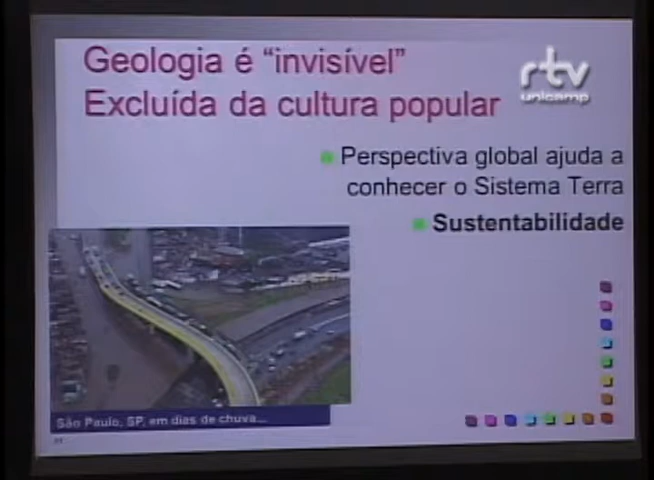 Geologia é “invisível”
Excluída da cultura popular
rtv
unicamp
Perspectiva global ajuda a
conhecer o Sistema Terra
Sustentabilidade
São Paulo, SP, em dias de chuva...